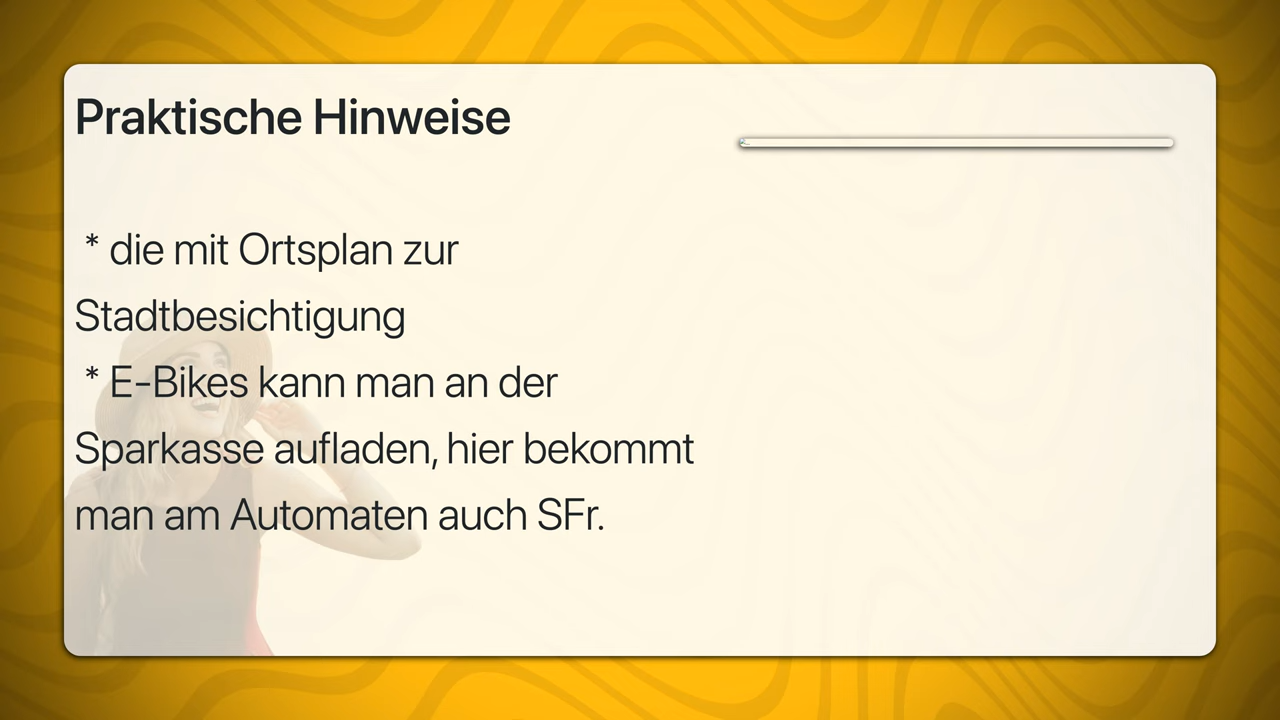 Praktische Hinweise
* die mit Ortsplan zur
Stadtbesichtigung
* E-Bikes kann man an der
Sparkasse aufladen, hier bekommt
man am Automaten auch SFr.